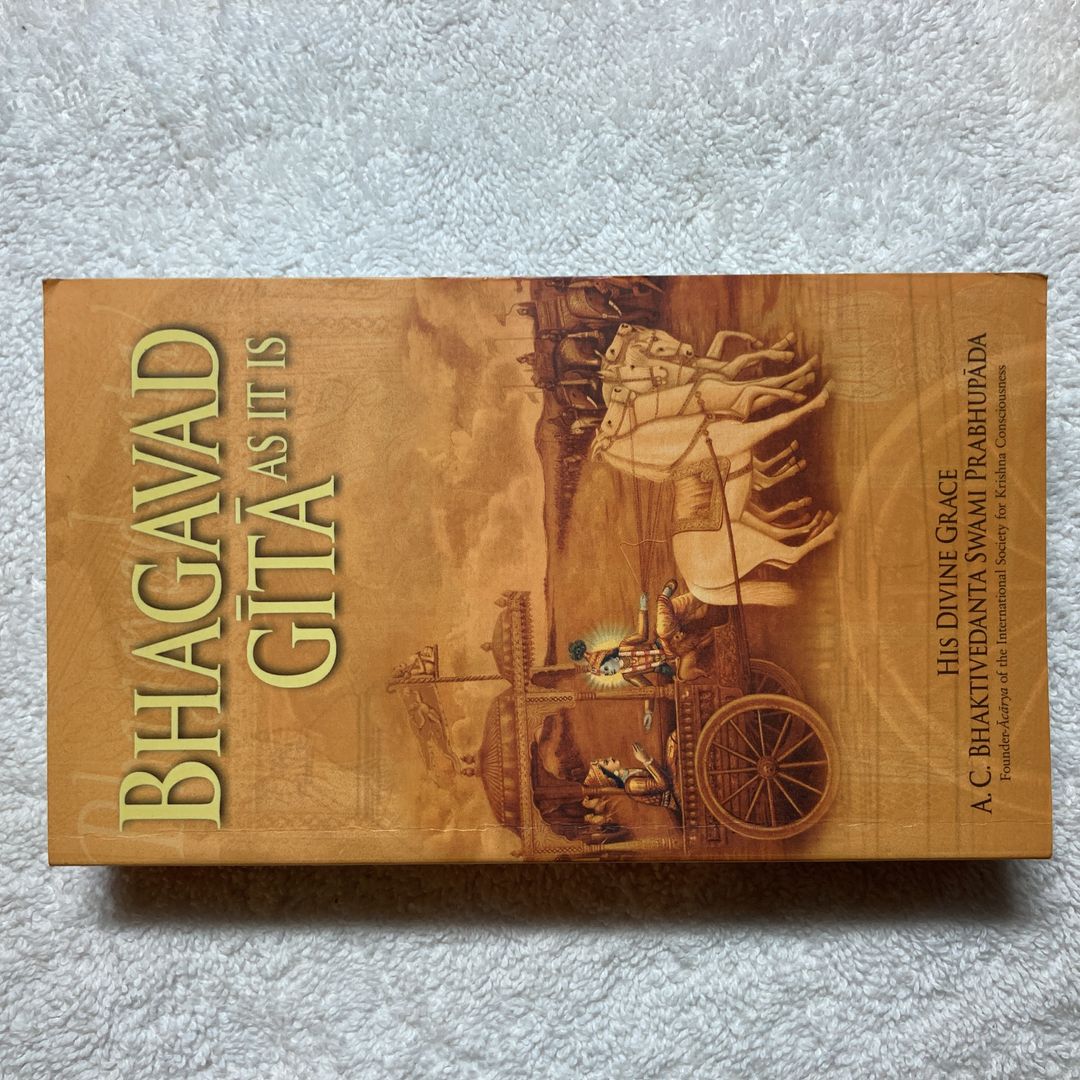 BHAGAVAD
GĪTĀ AS IT IS
HIS DIVINE GRACE
A. C. BHAKTIVEDANTA SWAMI PRABHUPĀDA
Founder-Ācārya of the International Society for Krishna Consciousness